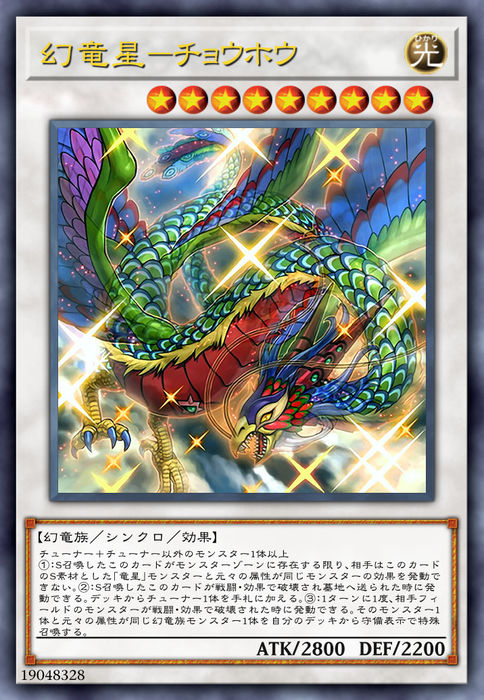 幻竜星－チョウホウ
ひかり
光
【幻竜族／シンクロ／効果】
チューナー＋チューナー以外のモンスター1体以上
①:S召喚したこのカードがモンスターゾーンに存在する限り、相手はこのカード
のS素材とした「竜星」モンスターと元々の属性が同じモンスターの効果を発動で
きない。②:S召喚したこのカードが戦闘・効果で破壊され墓地へ送られた時に発
動できる。デッキからチューナー1体を手札に加える。③:1ターンに1度、相手フィ
ールドのモンスターが戦闘・効果で破壊された時に発動できる。そのモンスター1
体と元々の属性が同じ幻竜族モンスター1体を自分のデッキから守備表示で特殊
召喚する。
ATK/2800 DEF/2200
19048328